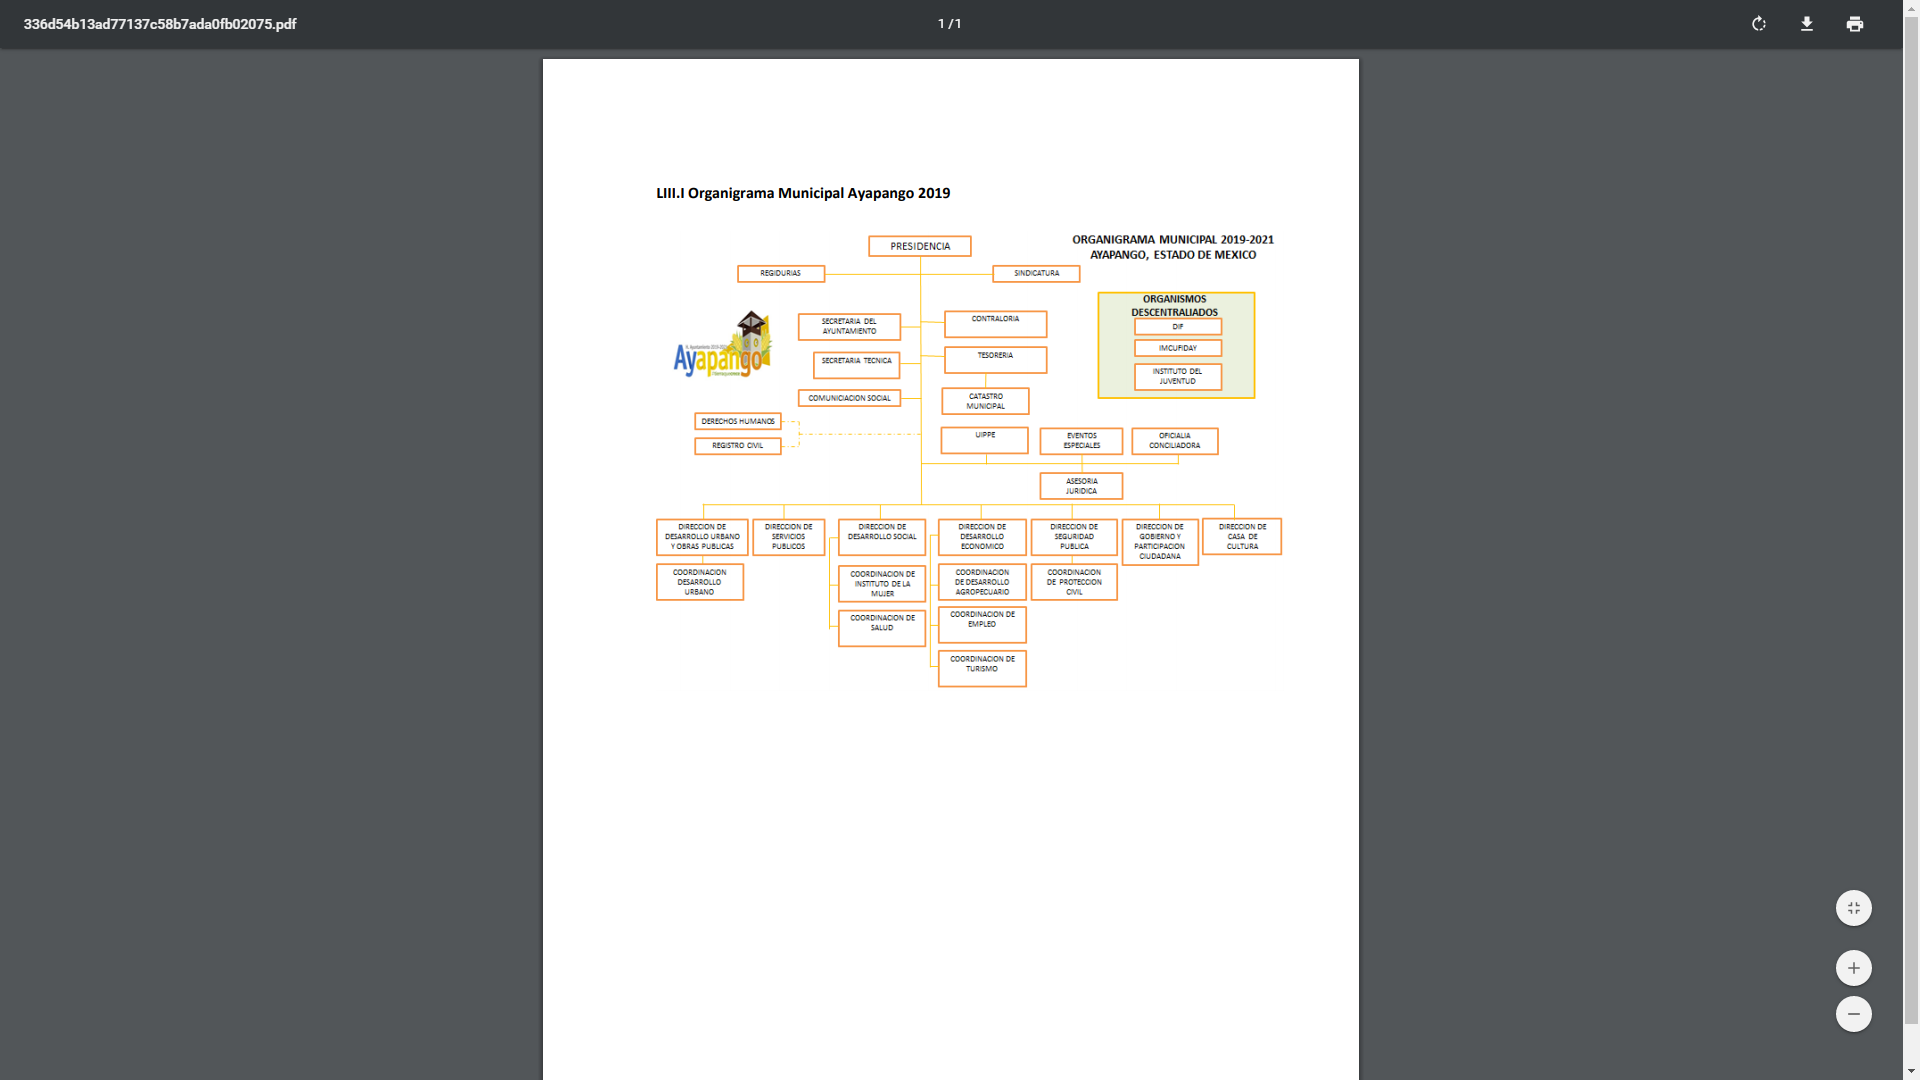 336d54b13ad77137c58b7ada0fb02075.pdf
1 / 1
LIII.I Organigrama Municipal Ayapango 2019
ORGANIGRAMA MUNICIPAL 2019-2021
AYAPANGO, ESTADO DE MEXICO
PRESIDENCIA
REGIDURIAS
SINDICATURA
ORGANISMOS
DESCENTRALIADOS
DIF
IMCUFIDAY
INSTITUTO DEL
JUVENTUD
Ayapango
SECRETARIA DEL
AYUNTAMIENTO
CONTRALORIA
SECRETARIA TECNICA
TESORERIA
COMUNICIACION SOCIAL
CATASTRO
MUNICIPAL
DERECHOS HUMANOS
REGISTRO CIVIL
UIPPE
EVENTOS
ESPECIALES
OFICIALIA
CONCILIADORA
ASESORIA
JURIDICA
DIRECCION DE
DESARROLLO URBANO
Y OBRAS PUBLICAS
DIRECCION DE
SERVICIOS
PUBLICOS
DIRECCION DE
DESARROLLO SOCIAL
DIRECCION DE
DESARROLLO
ECONOMICO
DIRECCION DE
SEGURIDAD
PUBLICA
DIRECCION DE
GOBIERNO Y
PARTICIPACION
CIUDADANA
DIRECCION DE
CASA DE
CULTURA
COORDINACION
DESARROLLO
URBANO
COORDINACION DE
INSTITUTO DE LA
MUJER
COORDINACION
DE DESARROLLO
AGROPECUARIO
COORDINACION
DE PROTECCION
CIVIL
COORDINACION DE
SALUD
COORDINACION DE
EMPLEO
COORDINACION DE
TURISMO